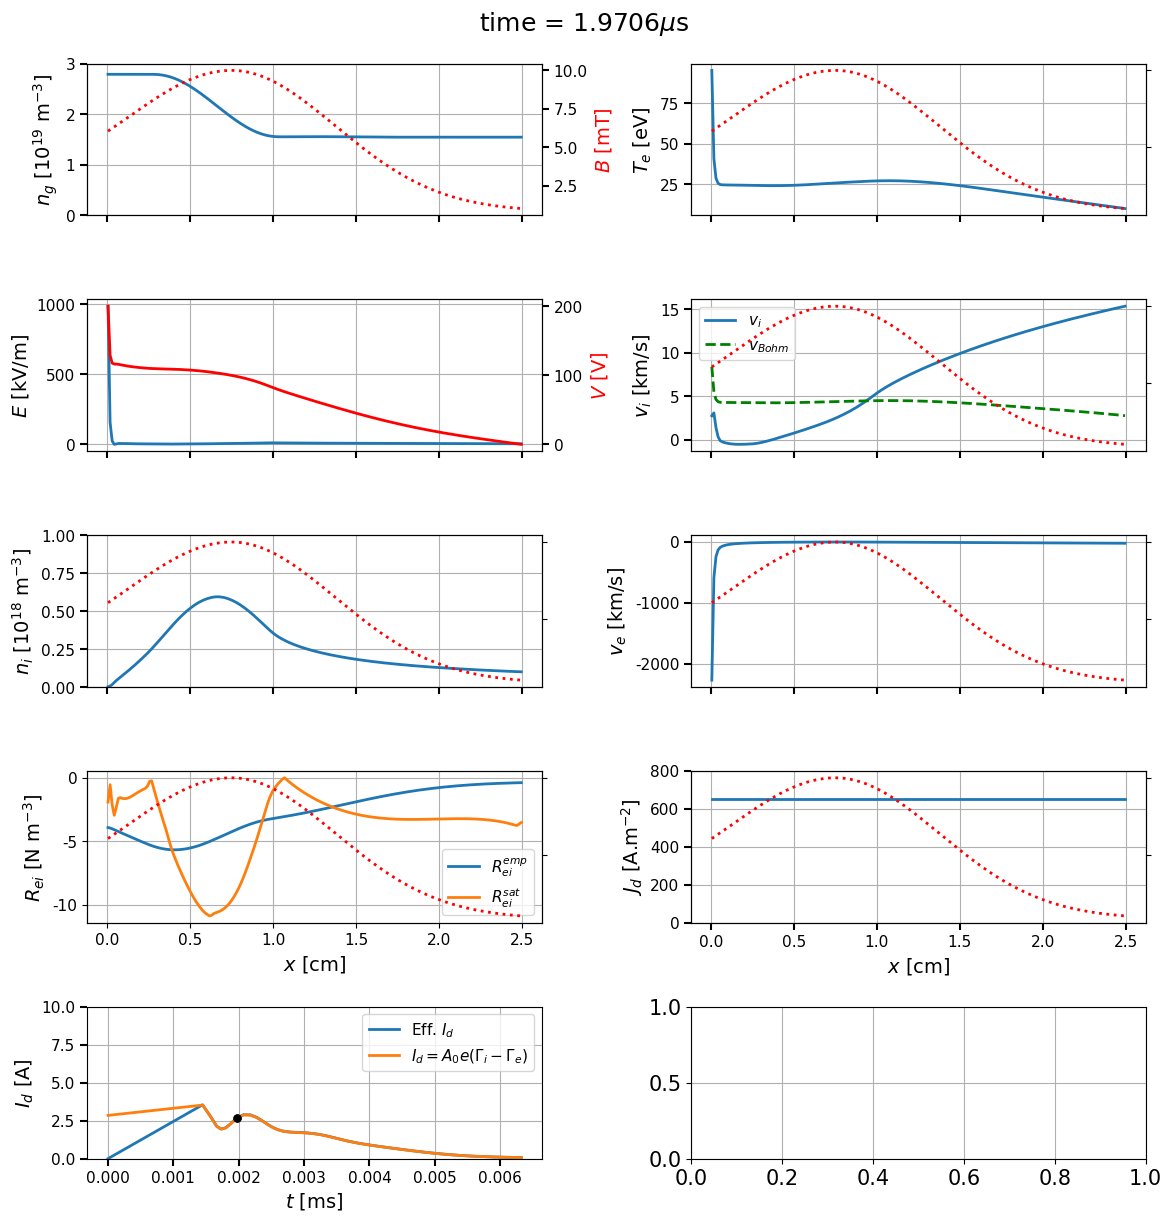 time = 1.9706μs
n_g [10^19 m^−3]
3
2
1
0
10.0
7.5
5.0
2.5
B [mT]
T_e [eV]
75
50
25
E [kV/m]
1000
500
0
200
100
0
V [V]
v_i [km/s]
15
10
5
0
v_i
v_Bohm
n_i [10^18 m^−3]
1.00
0.75
0.50
0.25
0.00
v_e [km/s]
0
-1000
-2000
R_ei [N m^−3]
0
-5
-10
R_ei^emp
R_ei^sat
0.0 0.5 1.0 1.5 2.0 2.5
x [cm]
J_d [A.m^−2]
800
600
400
200
0
0.0 0.5 1.0 1.5 2.0 2.5
x [cm]
I_d [A]
10.0
7.5
5.0
2.5
0.0
Eff. I_d
I_d = A_0e(Γ_i − Γ_e)
0.000 0.001 0.002 0.003 0.004 0.005 0.006
t [ms]
1.0
0.5
0.0
0.0 0.2 0.4 0.6 0.8 1.0